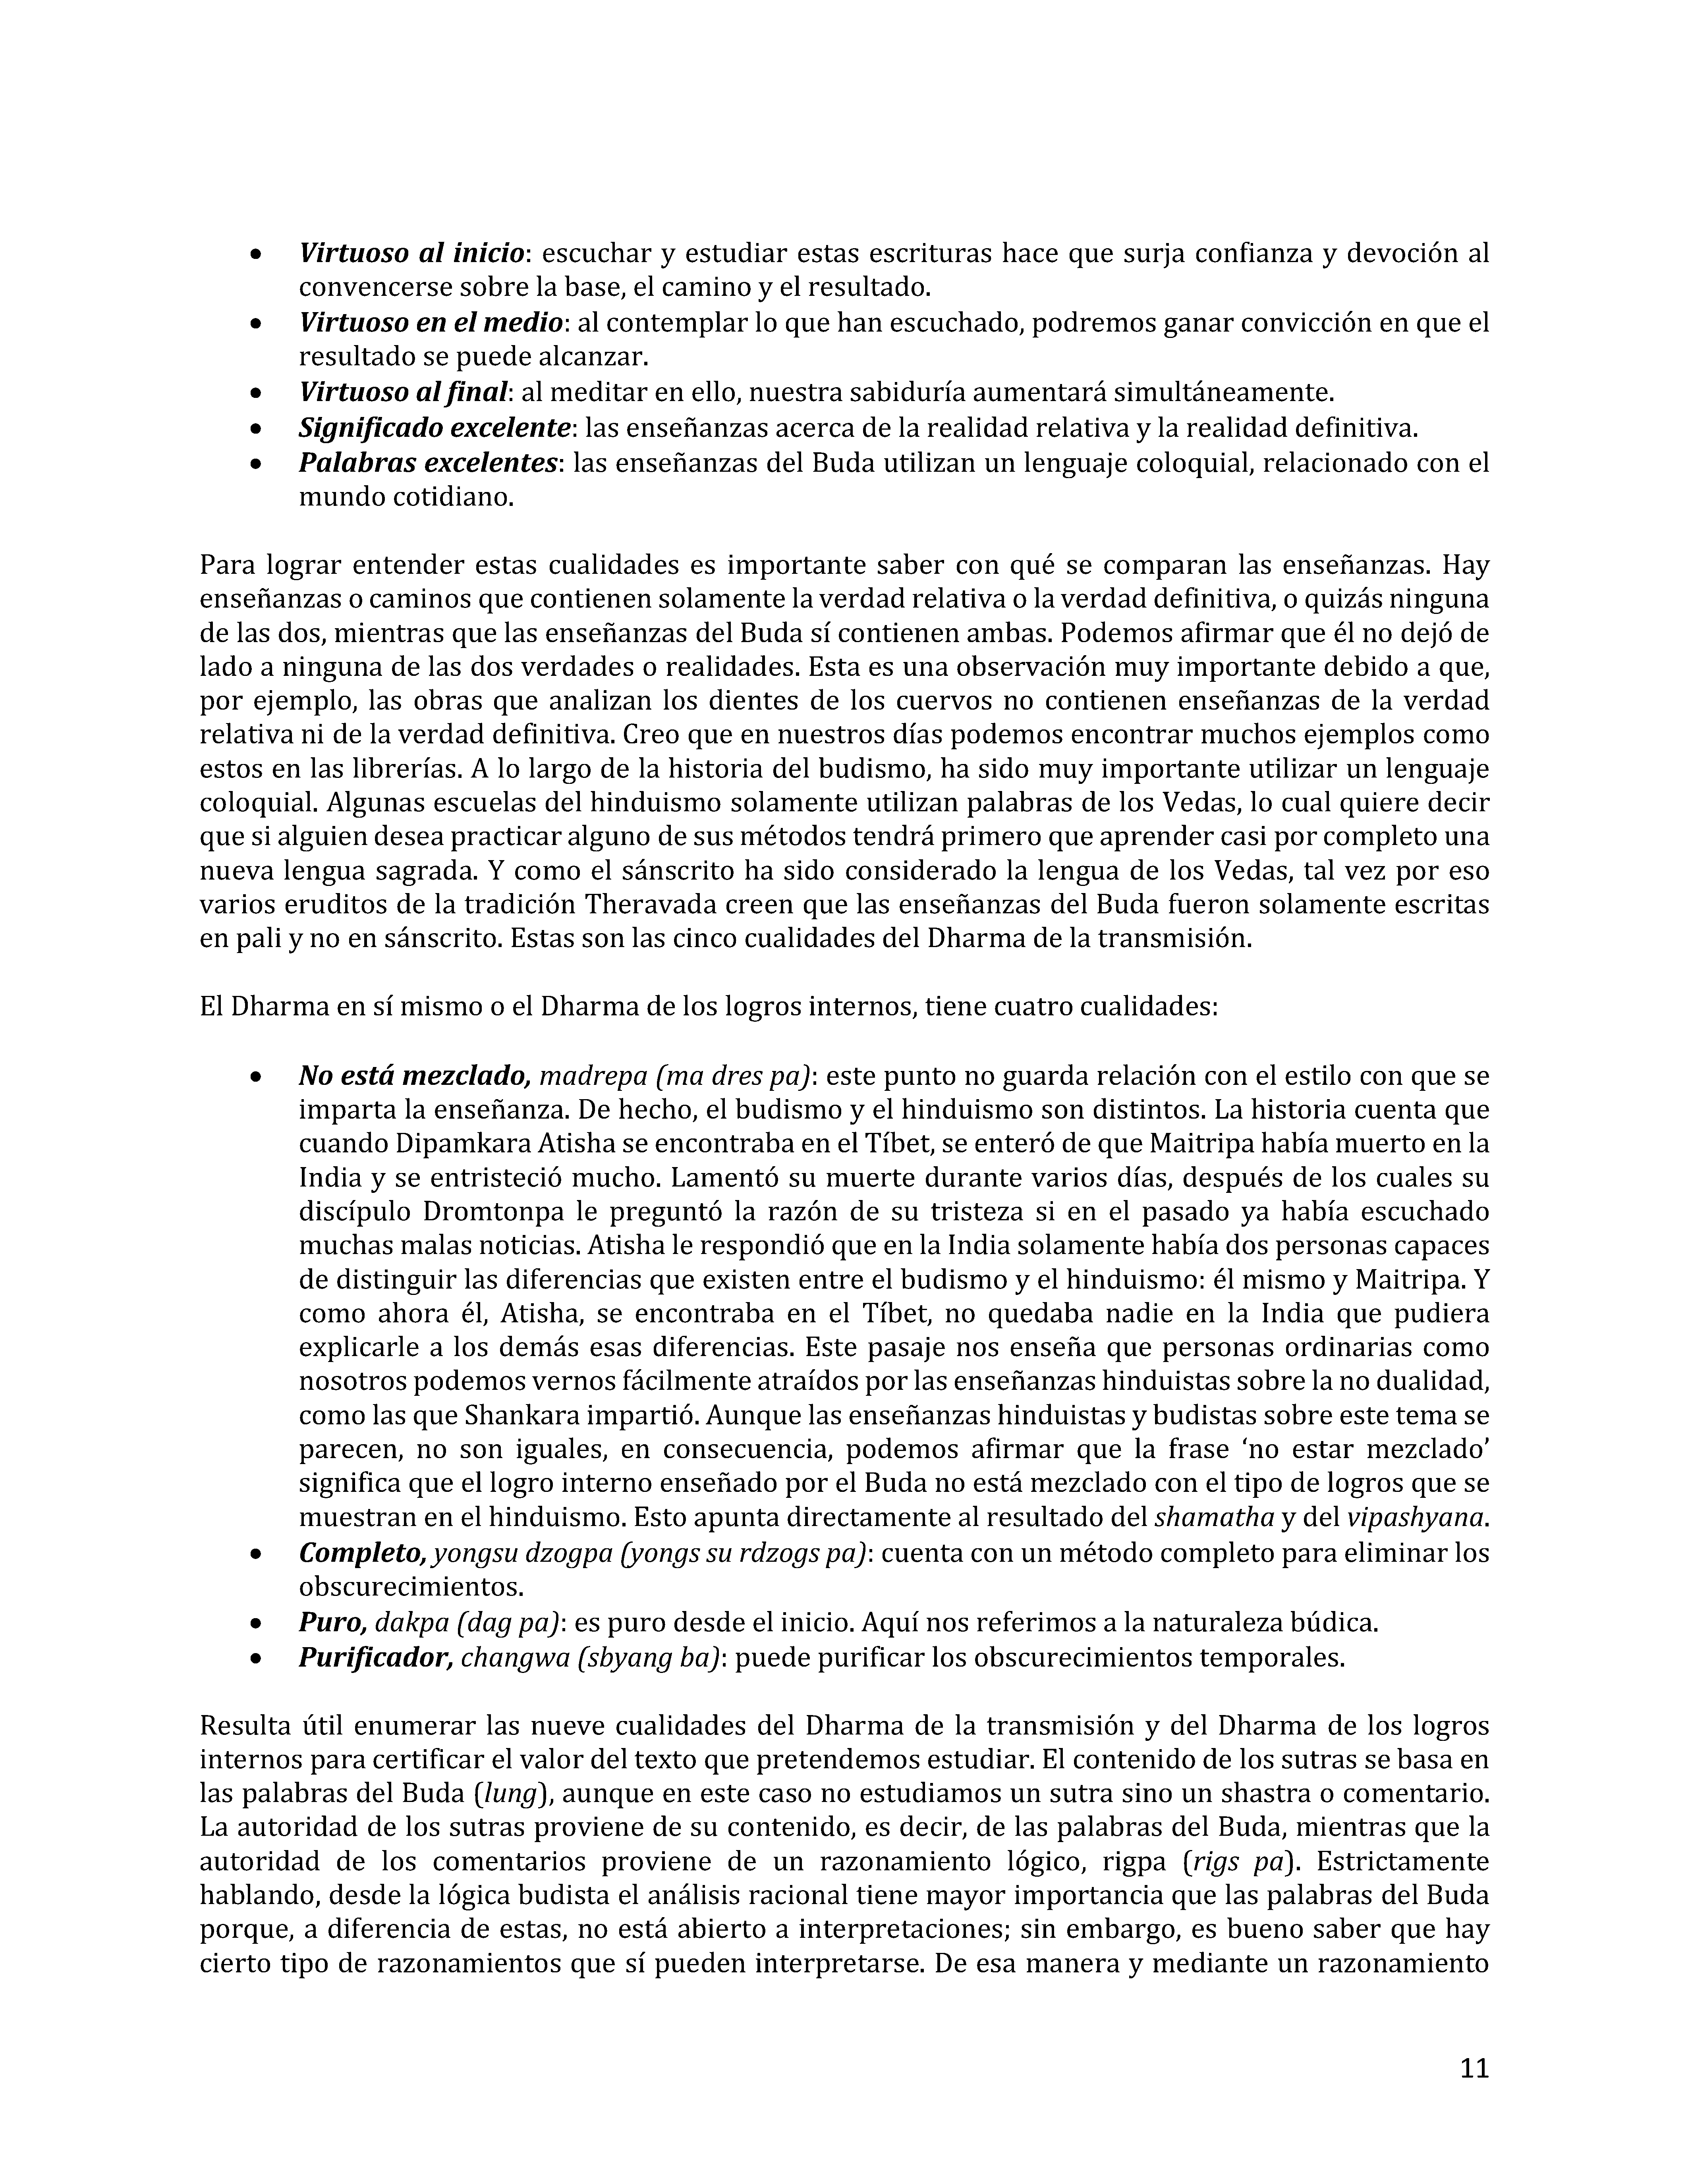 • Virtuoso al inicio: escuchar y estudiar estas escrituras hace que surja confianza y devoción al
convencerse sobre la base, el camino y el resultado.
• Virtuoso en el medio: al contemplar lo que han escuchado, podremos ganar convicción en que el
resultado se puede alcanzar.
• Virtuoso al final: al meditar en ello, nuestra sabiduría aumentará simultáneamente.
• Significado excelente: las enseñanzas acerca de la realidad relativa y la realidad definitiva.
• Palabras excelentes: las enseñanzas del Buda utilizan un lenguaje coloquial, relacionado con el
mundo cotidiano.
Para lograr entender estas cualidades es importante saber con qué se comparan las enseñanzas. Hay
enseñanzas o caminos que contienen solamente la verdad relativa o la verdad definitiva, o quizás ninguna
de las dos, mientras que las enseñanzas del Buda sí contienen ambas. Podemos afirmar que él no dejó de
lado a ninguna de las dos verdades o realidades. Esta es una observación muy importante debido a que,
por ejemplo, las obras que analizan los dientes de los cuervos no contienen enseñanzas de la verdad
relativa ni de la verdad definitiva. Creo que en nuestros días podemos encontrar muchos ejemplos como
estos en las librerías. A lo largo de la historia del budismo, ha sido muy importante utilizar un lenguaje
coloquial. Algunas escuelas del hinduismo solamente utilizan palabras de los Vedas, lo cual quiere decir
que si alguien desea practicar alguno de sus métodos tendrá primero que aprender casi por completo una
nueva lengua sagrada. Y como el sánscrito ha sido considerado la lengua de los Vedas, tal vez por eso
varios eruditos de la tradición Theravada creen que las enseñanzas del Buda fueron solamente escritas
en pali y no en sánscrito. Estas son las cinco cualidades del Dharma de la transmisión.
El Dharma en sí mismo o el Dharma de los logros internos, tiene cuatro cualidades:
• No está mezclado, madrepa (ma dres pa): este punto no guarda relación con el estilo con que se
imparta la enseñanza. De hecho, el budismo y el hinduismo son distintos. La historia cuenta que
cuando Dipamkara Atisha se encontraba en el Tíbet, se enteró de que Maitripa había muerto en la
India y se entristeció mucho. Lamentó su muerte durante varios días, después de los cuales su
discípulo Dromtonpa le preguntó la razón de su tristeza si en el pasado ya había escuchado
muchas malas noticias. Atisha le respondió que en la India solamente había dos personas capaces
de distinguir las diferencias que existen entre el budismo y el hinduismo: él mismo y Maitripa. Y
como ahora él, Atisha, se encontraba en el Tíbet, no quedaba nadie en la India que pudiera
explicarle a los demás esas diferencias. Este pasaje nos enseña que personas ordinarias como
nosotros podemos vernos fácilmente atraídos por las enseñanzas hinduistas sobre la no dualidad,
como las que Shankara impartió. Aunque las enseñanzas hinduistas y budistas sobre este tema se
parecen, no son iguales, en consecuencia, podemos afirmar que la frase ‘no estar mezclado’
significa que el logro interno enseñado por el Buda no está mezclado con el tipo de logros que se
muestran en el hinduismo. Esto apunta directamente al resultado del shamatha y del vipashyana.
• Completo, yongsu dzogpa (yongs su rdzogs pa): cuenta con un método completo para eliminar los
obscurecimientos.
• Puro, dakpa (dag pa): es puro desde el inicio. Aquí nos referimos a la naturaleza búdica.
• Purificador, changwa (sbyang ba): puede purificar los obscurecimientos temporales.
Resulta útil enumerar las nueve cualidades del Dharma de la transmisión y del Dharma de los logros
internos para certificar el valor del texto que pretendemos estudiar. El contenido de los sutras se basa en
las palabras del Buda (lung), aunque en este caso no estudiamos un sutra sino un shastra o comentario.
La autoridad de los sutras proviene de su contenido, es decir, de las palabras del Buda, mientras que la
autoridad de los comentarios proviene de un razonamiento lógico, rigpa (rigs pa). Estrictamente
hablando, desde la lógica budista el análisis racional tiene mayor importancia que las palabras del Buda
porque, a diferencia de estas, no está abierto a interpretaciones; sin embargo, es bueno saber que hay
cierto tipo de razonamientos que sí pueden interpretarse. De esa manera y mediante un razonamiento
11